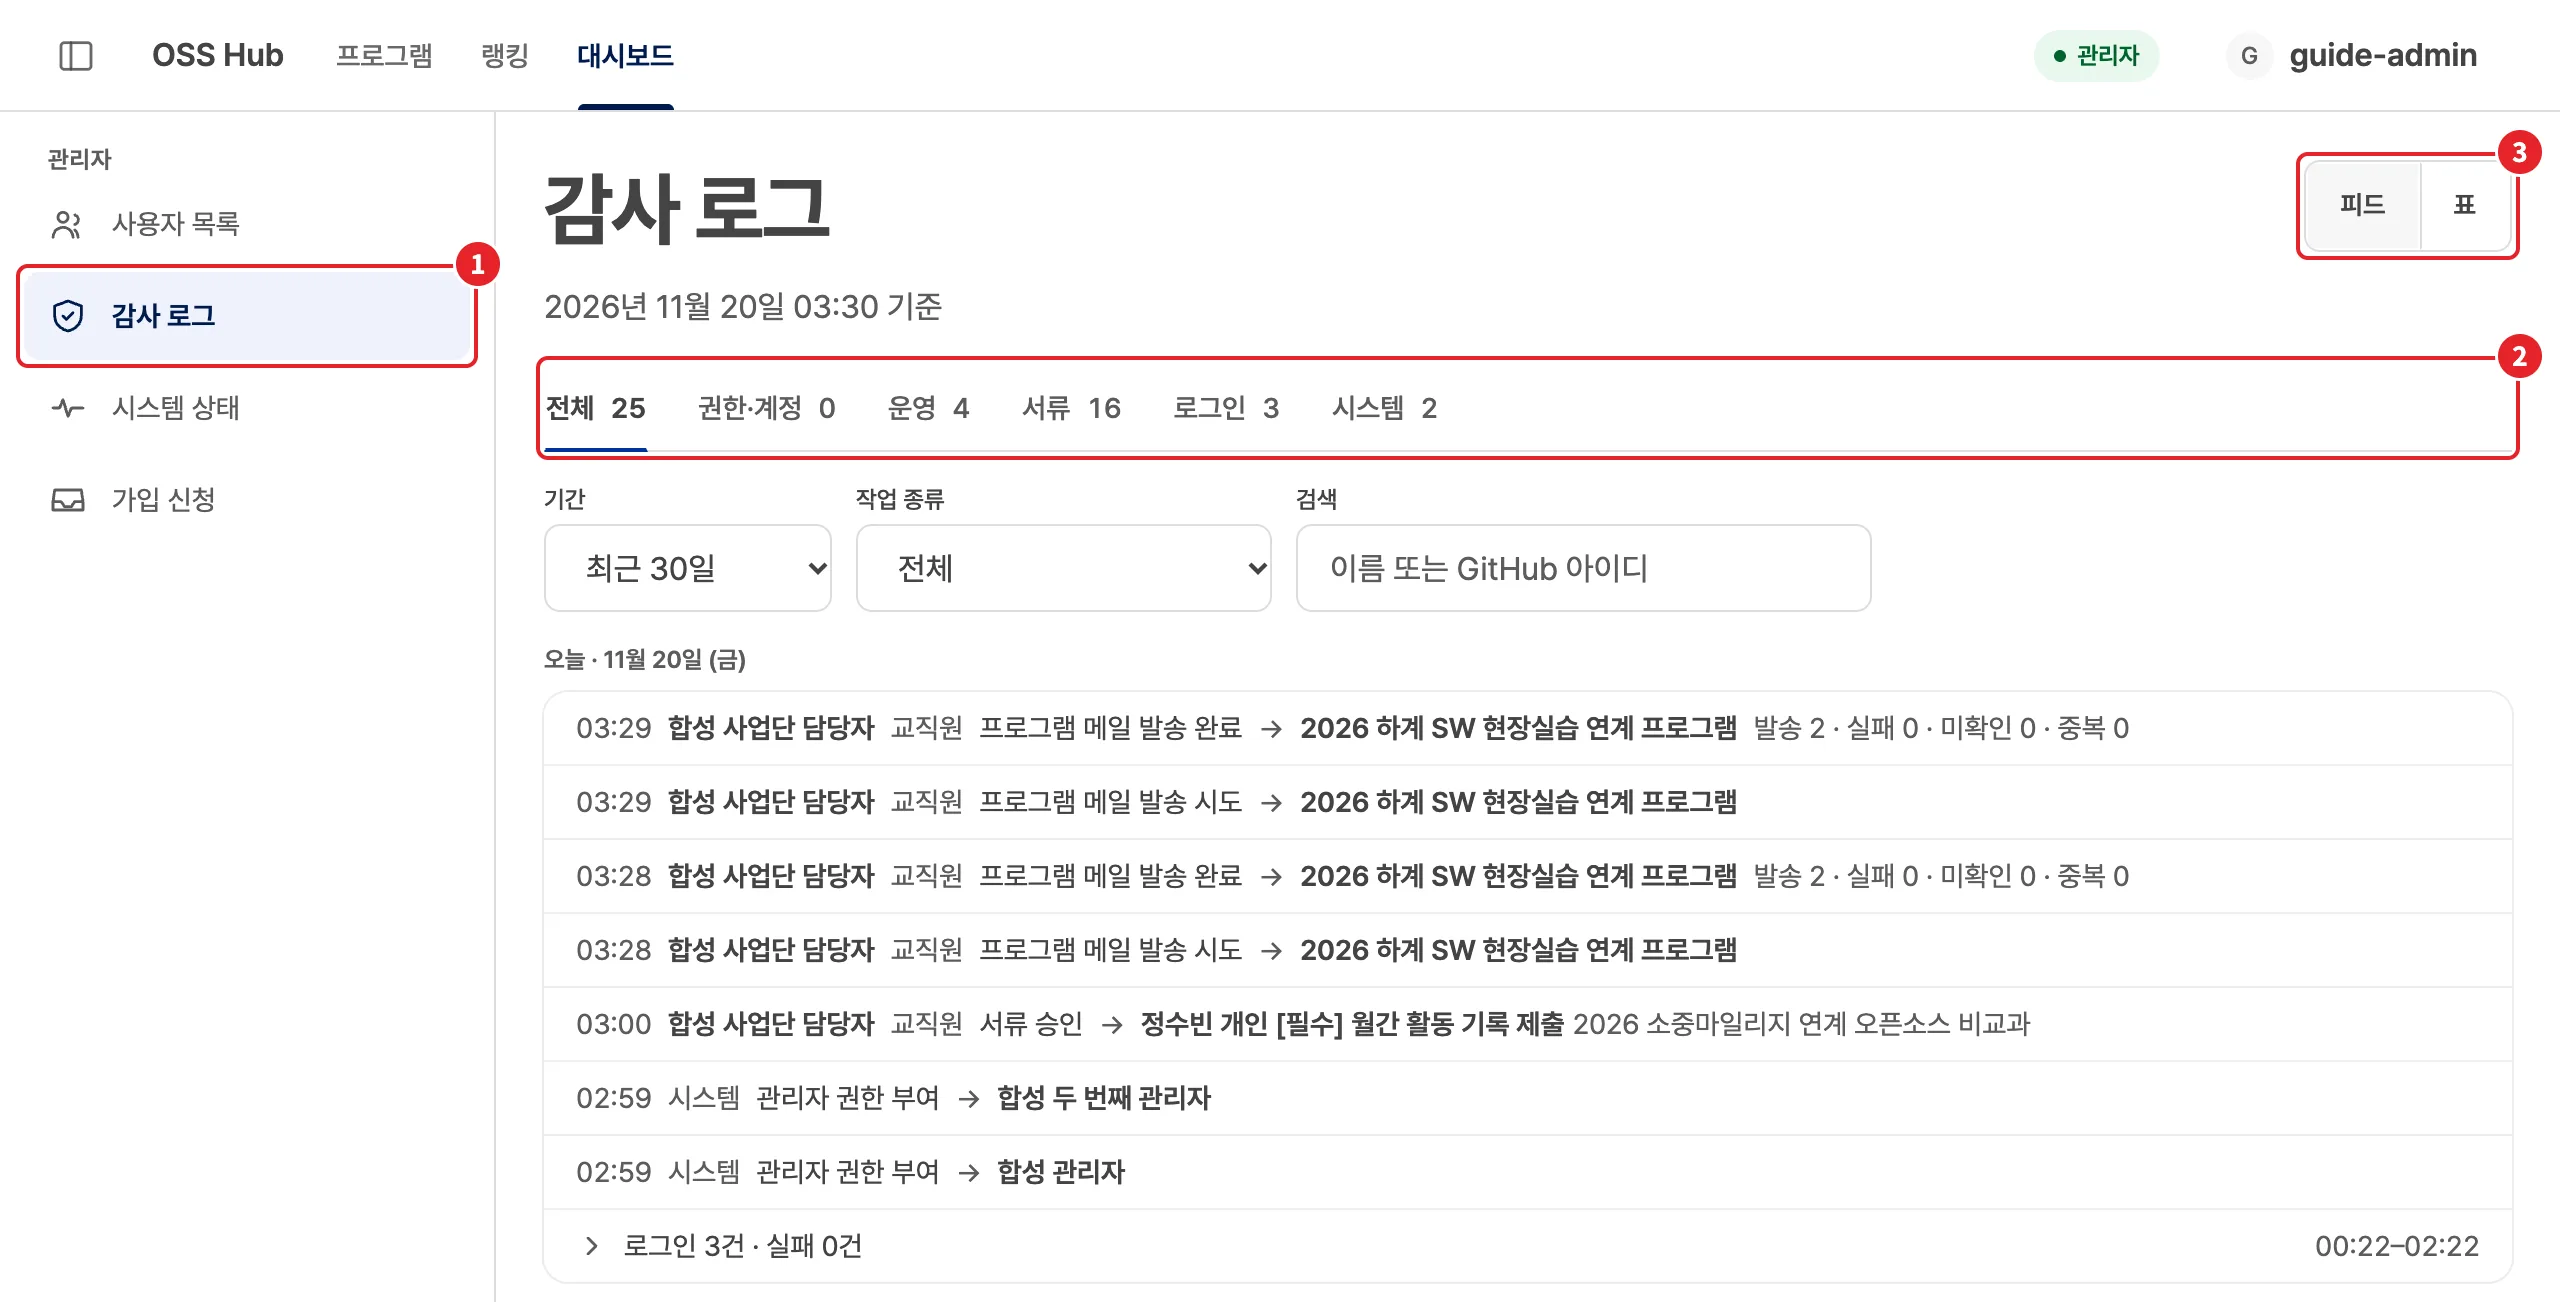 OSS Hub 프로그램 랭킹 대시보드 관리자 G guide-admin
관리자
사용자 목록
1
감사 로그
시스템 상태
가입 신청
감사 로그
3
피드 표
2026년 11월 20일 03:30 기준
2
전체 25 권한·계정 0 운영 4 서류 16 로그인 3 시스템 2
기간 작업 종류 검색
최근 30일 전체 이름 또는 GitHub 아이디
오늘 · 11월 20일 (금)
03:29 합성 사업단 담당자 교직원 프로그램 메일 발송 완료 → 2026 하계 SW 현장실습 연계 프로그램 발송 2 · 실패 0 · 미확인 0 · 중복 0
03:29 합성 사업단 담당자 교직원 프로그램 메일 발송 시도 → 2026 하계 SW 현장실습 연계 프로그램
03:28 합성 사업단 담당자 교직원 프로그램 메일 발송 완료 → 2026 하계 SW 현장실습 연계 프로그램 발송 2 · 실패 0 · 미확인 0 · 중복 0
03:28 합성 사업단 담당자 교직원 프로그램 메일 발송 시도 → 2026 하계 SW 현장실습 연계 프로그램
03:00 합성 사업단 담당자 교직원 서류 승인 → 정수빈 개인 [필수] 월간 활동 기록 제출 2026 소중마일리지 연계 오픈소스 비교과
02:59 시스템 관리자 권한 부여 → 합성 두 번째 관리자
02:59 시스템 관리자 권한 부여 → 합성 관리자
로그인 3건 · 실패 0건 00:22–02:22